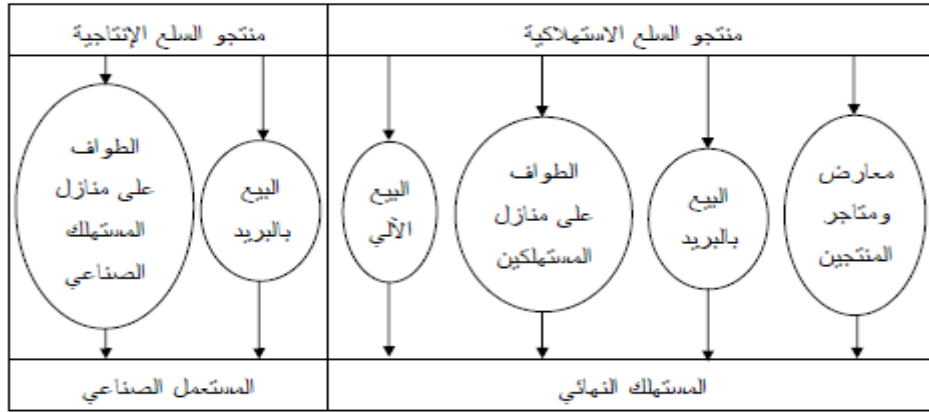 منتجو السلع الاستهلاكية
منتجو السلع الإنتاجية
معارض
ومتاجر
المنتجين
البيع
بالبريد
الطواف
على منازل
المستهلكين
البيع
الآلي
البيع
بالبريد
الطواف
على منازل
المستهلك
الصناعي
المستهلك النهائي
المستعمل الصناعي